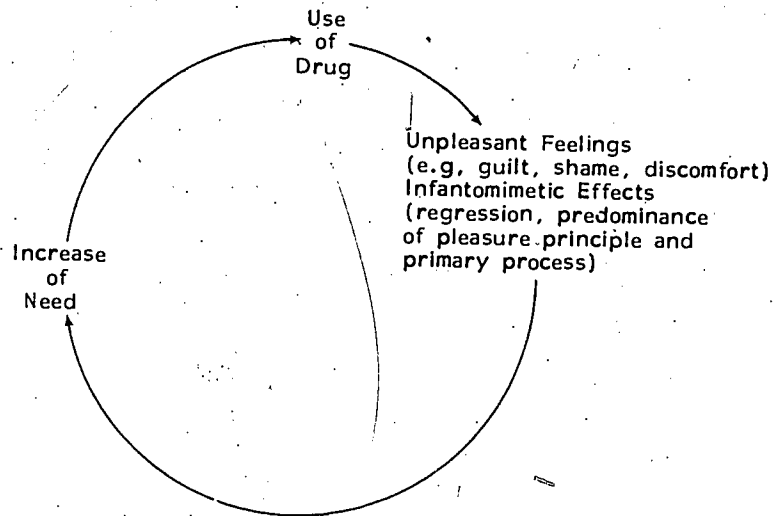 Use
of
Drug
Unpleasant Feelings
(e.g, guilt, shame, discomfort)
Infantomimetic Effects
(regression, predominance
of pleasure principle and
primary process)
Increase
of
Need